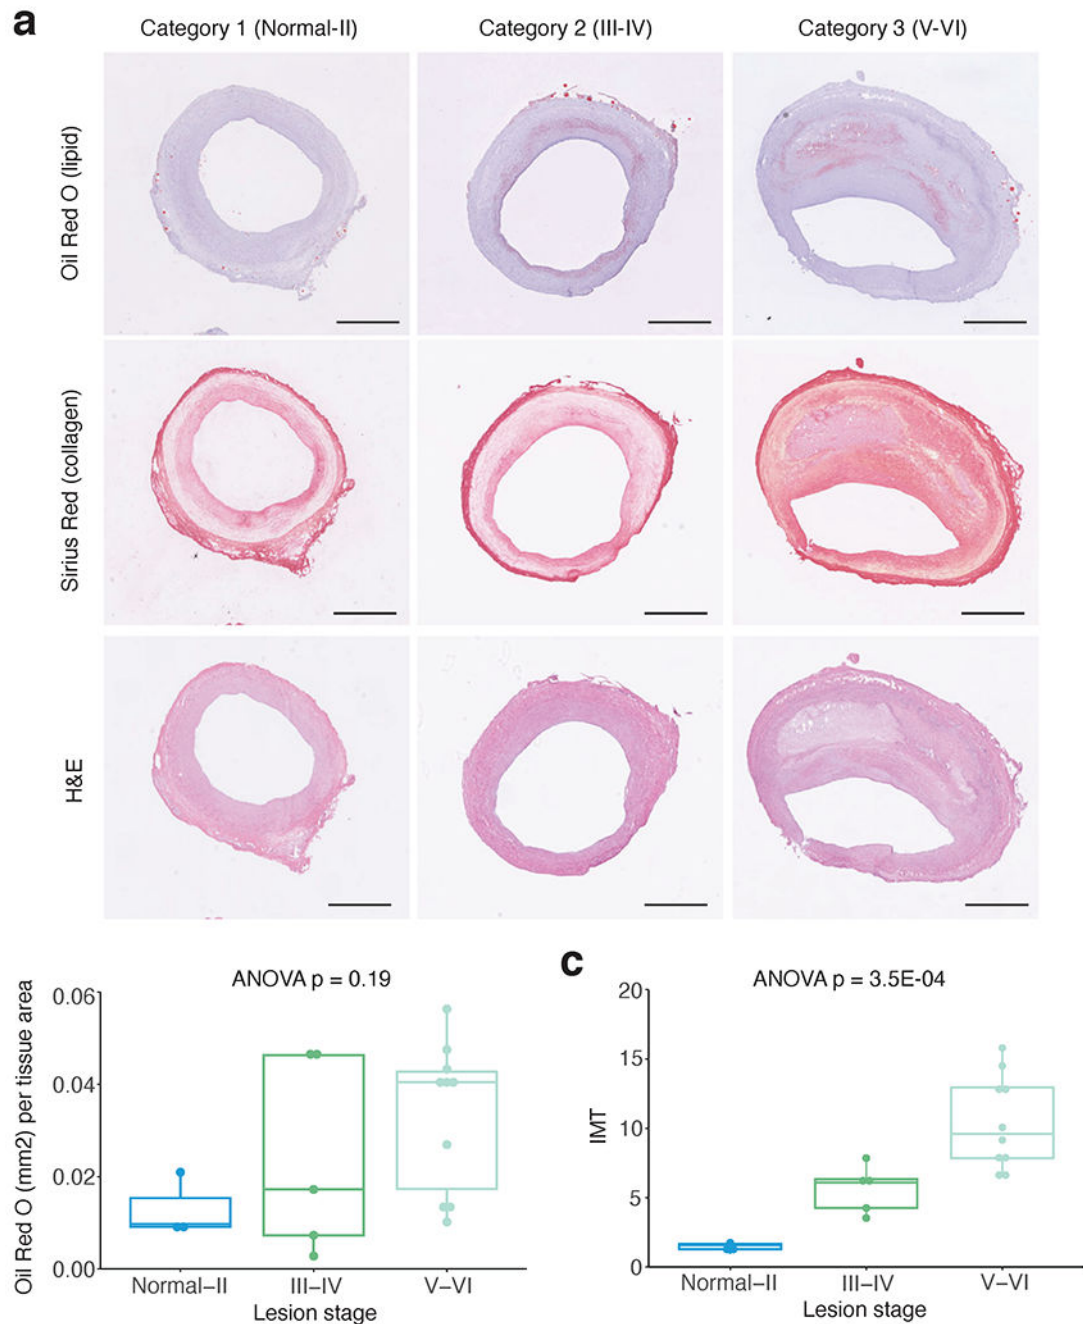 a
Category 1 (Normal-II)
Category 2 (III-IV)
Category 3 (V-VI)
Oil Red O (lipid)
Sirius Red (collagen)
H&E
ANOVA p = 0.19
Oil Red O (mm2) per tissue area
0.06
0.04
0.02
0.00
Normal–II
III–IV
V–VI
Lesion stage
c
ANOVA p = 3.5E-04
IMT
20
15
10
5
0
Normal–II
III–IV
V–VI
Lesion stage